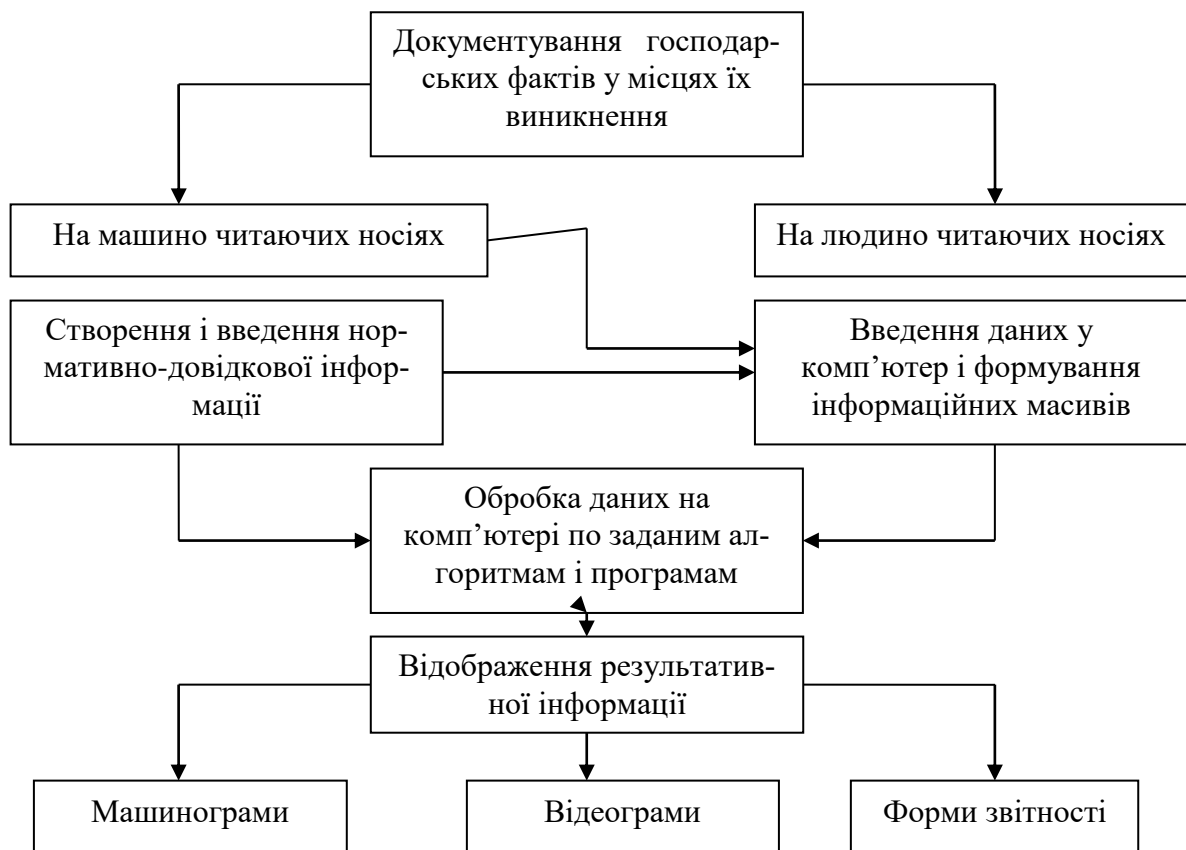 Документування господар-
ських фактів у місцях їх
виникнення
На машино читаючих носіях
На людино читаючих носіях
Створення і введення нор-
мативно-довідкової інфор-
мації
Введення даних у
комп’ютер і формування
інформаційних масивів
Обробка даних на
комп’ютері по заданим ал-
горитмам і програмам
Відображення результатив-
ної інформації
Машинограми
Відеограми
Форми звітності